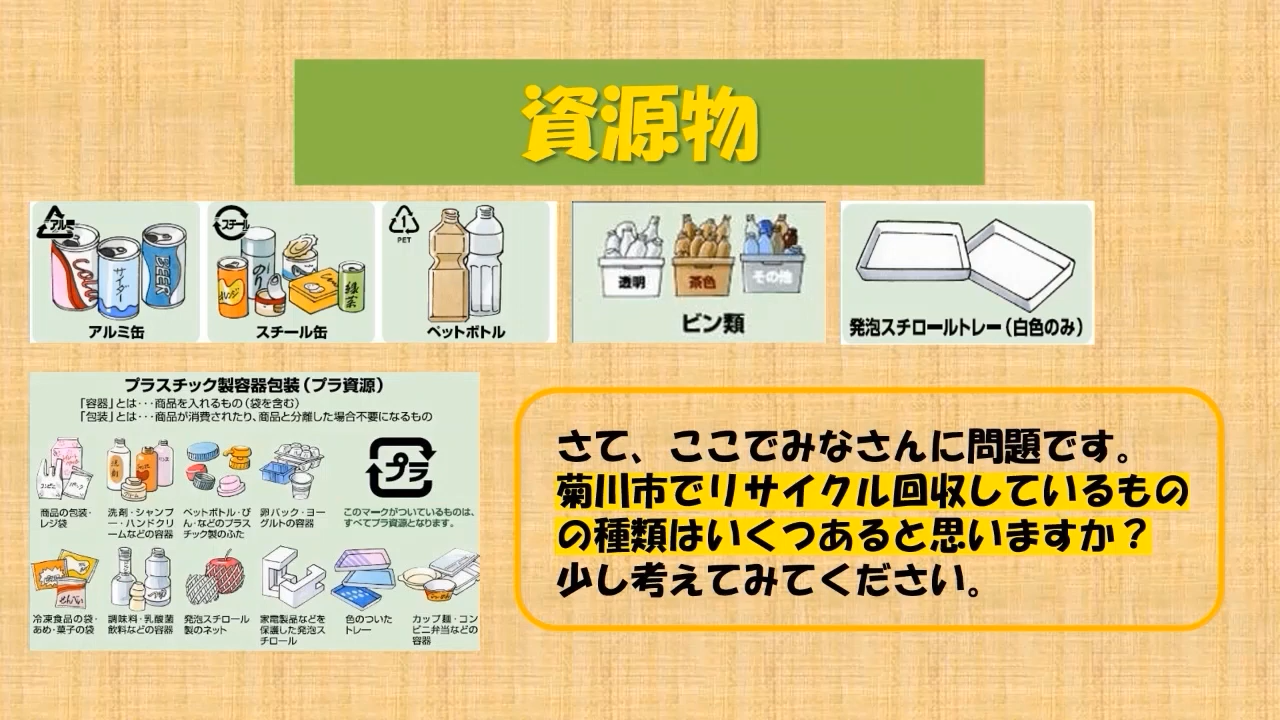 資源物
アルミ
スチール
1
PET
サイダー
BEER
のり
オレンジ
緑茶
アルミ缶
スチール缶
ペットボトル
透明
茶色
その他
ビン類
発泡スチロールトレー(白色のみ)
プラスチック製容器包装(プラ資源)
「容器」とは・・・商品を入れるもの(袋を含む)
「包装」とは・・・商品が消費されたり、商品と分離した場合不要になるもの
プラ
商品の包装・
レジ袋
洗剤・シャンプ
ー・ハンドクリ
ームなどの容器
ペットボトル・び
ん・などのプラス
チック製のふた
卵パック・ヨー
グルトの容器
このマークがついているものは、
すべてプラ資源となります。
冷凍食品の袋・
あめ・菓子の袋
調味料・乳酸菌
飲料などの容器
発泡スチロール
製のネット
家電製品などを
保護した発泡ス
チロール
色のついた
トレー
カップ麺・コン
ビニ弁当などの
容器
さて、ここでみなさんに問題です。
菊川市でリサイクル回収しているもの
の種類はいくつあると思いますか？
少し考えてみてください。